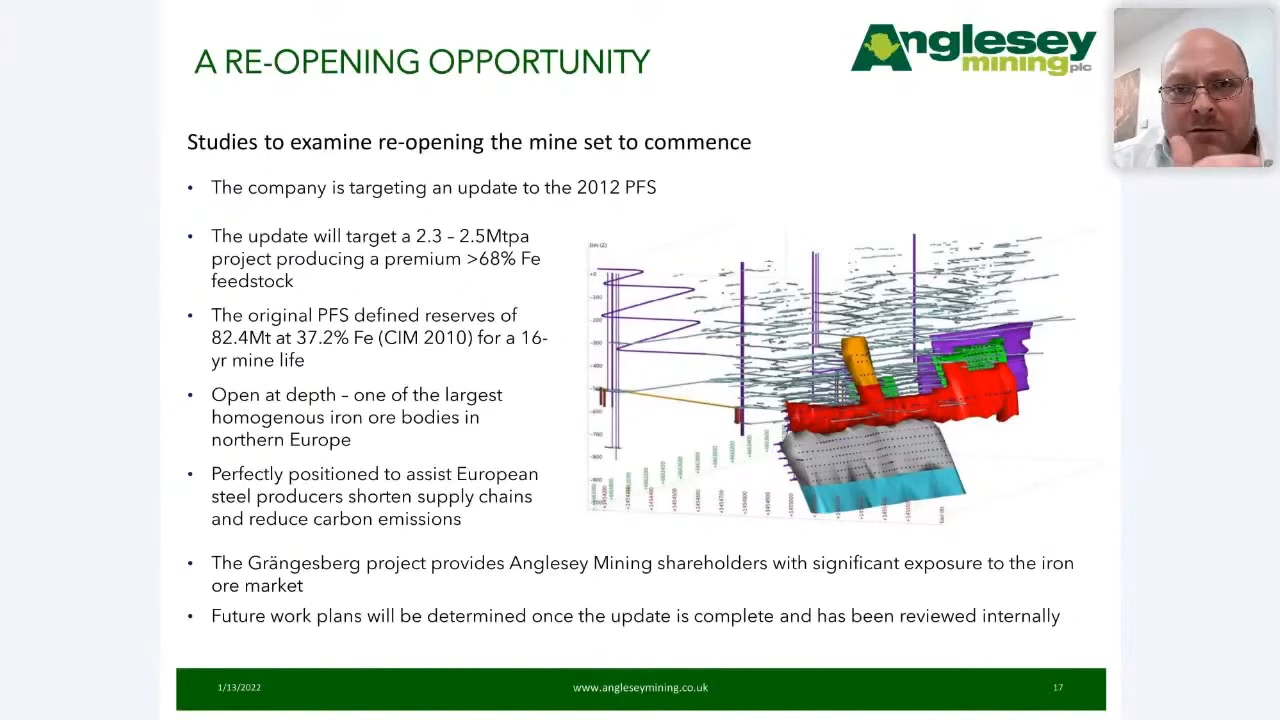 A RE-OPENING OPPORTUNITY
Anglesey
mining plc
Studies to examine re-opening the mine set to commence
• The company is targeting an update to the 2012 PFS
• The update will target a 2.3 – 2.5Mtpa
project producing a premium >68% Fe
feedstock
• The original PFS defined reserves of
82.4Mt at 37.2% Fe (CIM 2010) for a 16-
yr mine life
• Open at depth – one of the largest
homogenous iron ore bodies in
northern Europe
• Perfectly positioned to assist European
steel producers shorten supply chains
and reduce carbon emissions
• The Grängesberg project provides Anglesey Mining shareholders with significant exposure to the iron
ore market
• Future work plans will be determined once the update is complete and has been reviewed internally
1/13/2022
www.angleseymining.co.uk
17